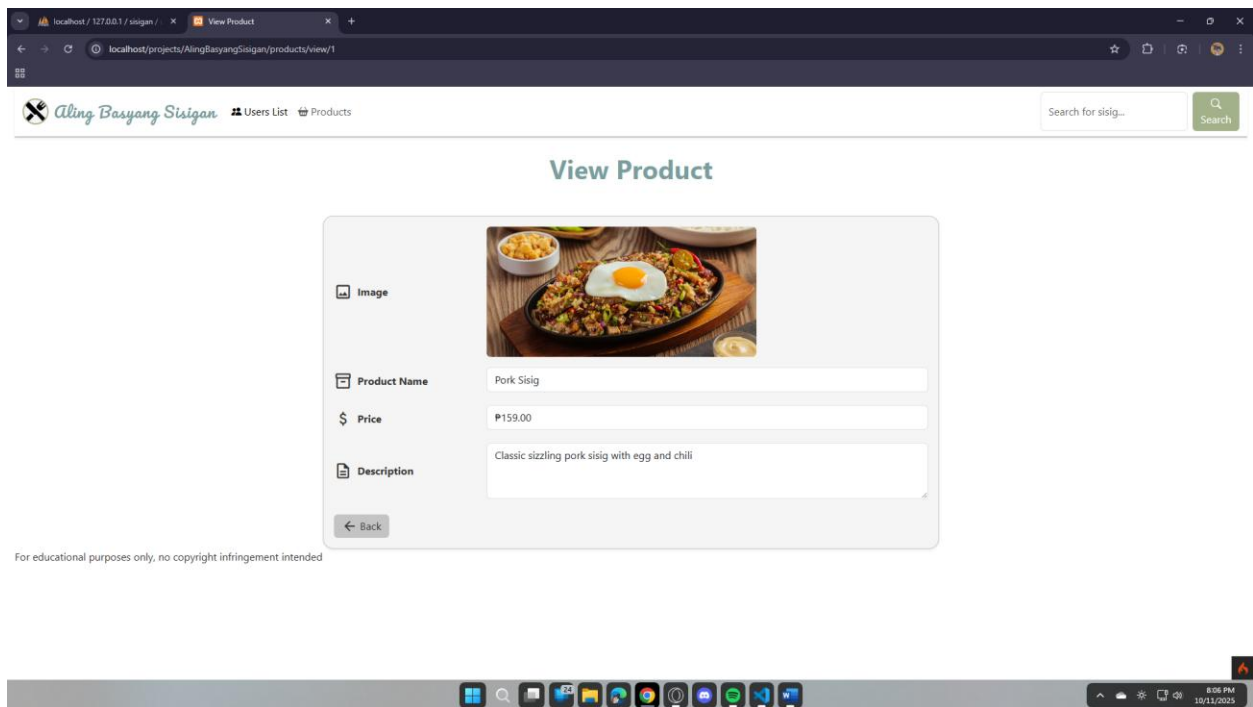 localhost / 127.0.0.1 / sisigan /
View Product
localhost/projects/AlingBasyangSisigan/products/view/1
Aling Basyang Sisigan
Users List
Products
Search for sisig...
Search
View Product
Image
Product Name
Pork Sisig
$ Price
₱159.00
Description
Classic sizzling pork sisig with egg and chili
← Back
For educational purposes only, no copyright infringement intended
24
8:06 PM
10/11/2025